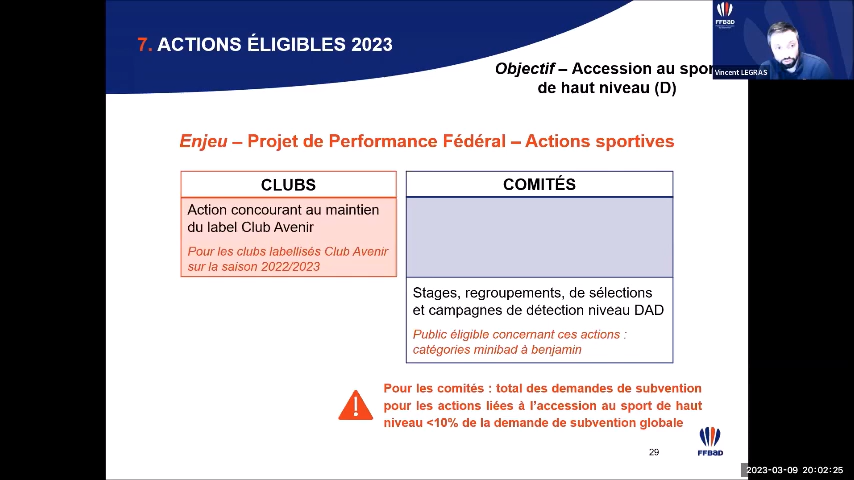 7. ACTIONS ÉLIGIBLES 2023
FFBaD
Vincent LEGRAS
Objectif – Accession au spor
de haut niveau (D)
Enjeu – Projet de Performance Fédéral – Actions sportives
CLUBS
Action concourant au maintien
du label Club Avenir
Pour les clubs labellisés Club Avenir
sur la saison 2022/2023
COMITÉS
Stages, regroupements, de sélections
et campagnes de détection niveau DAD
Public éligible concernant ces actions :
catégories minibad à benjamin
!
Pour les comités : total des demandes de subvention
pour les actions liées à l'accession au sport de haut
niveau <10% de la demande de subvention globale
29
FFBaD
2023-03-09 20:02:25